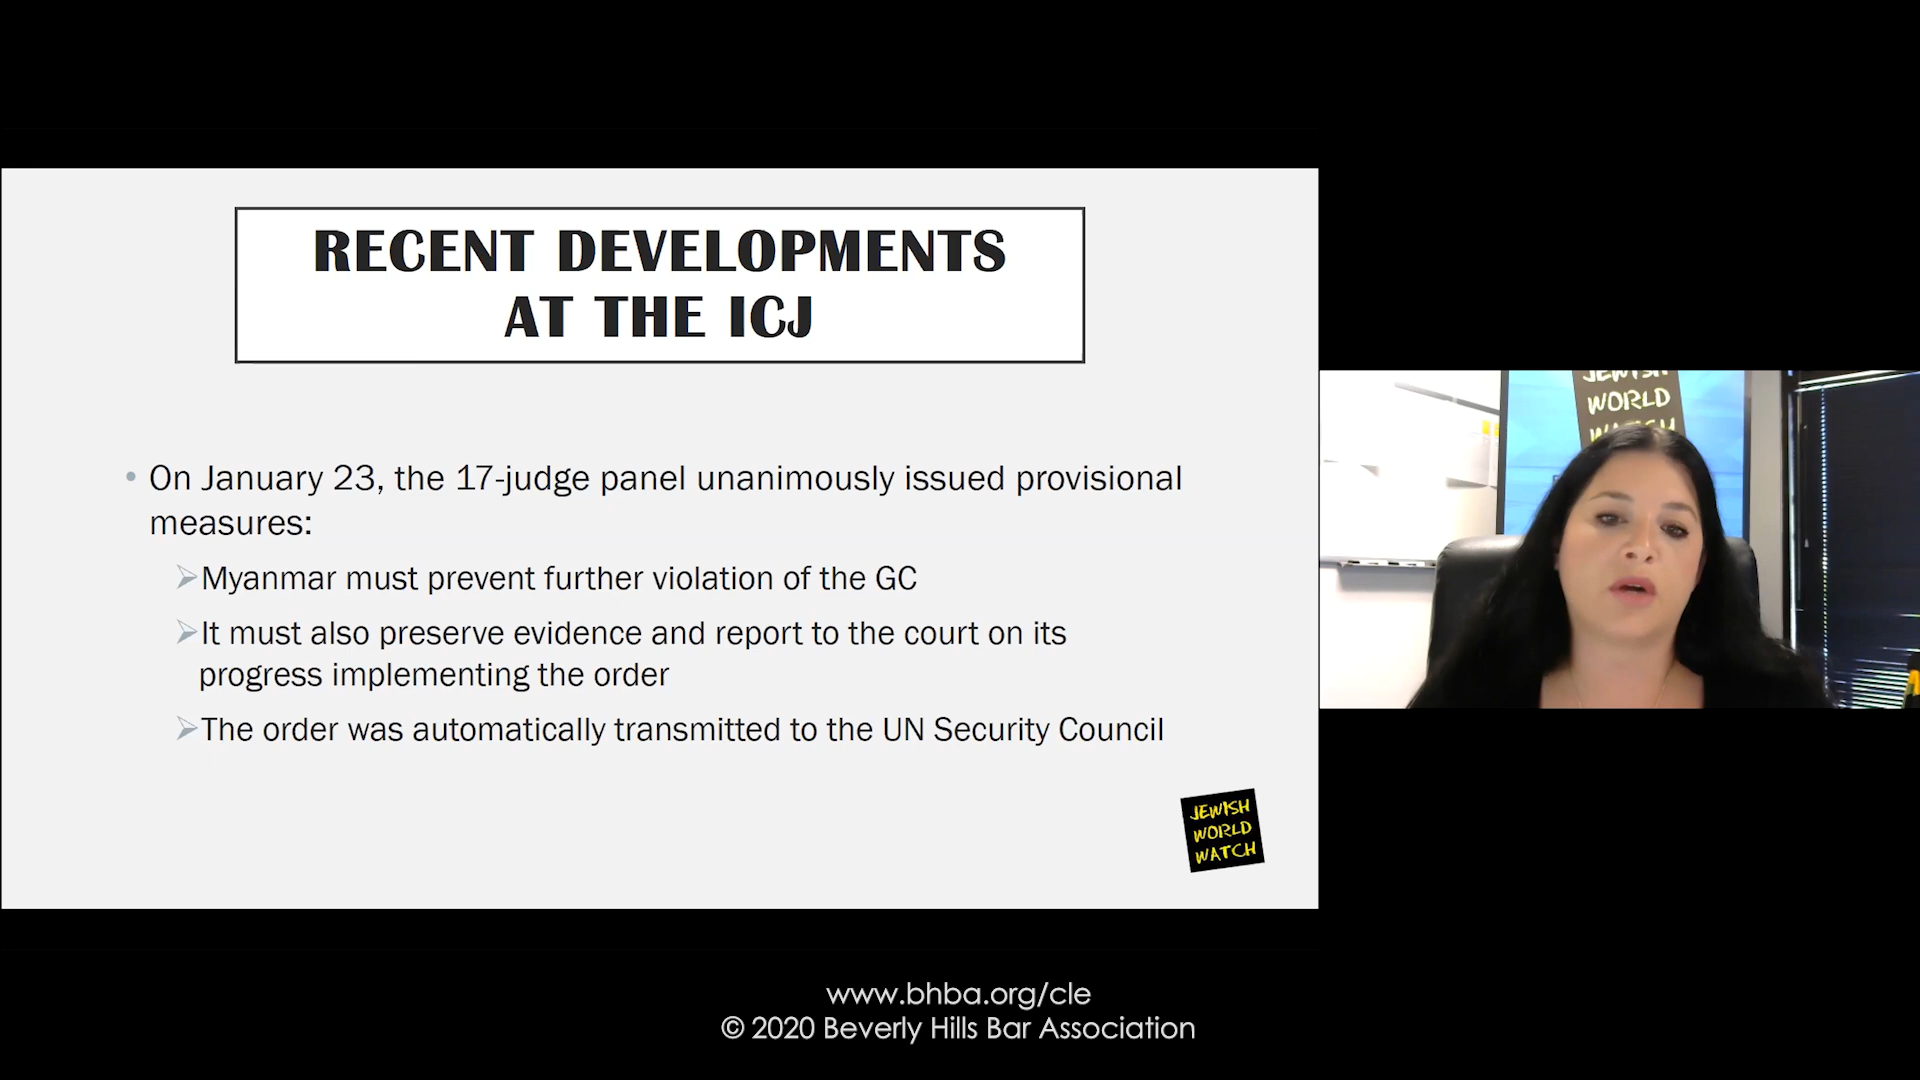 RECENT DEVELOPMENTS
AT THE ICJ
• On January 23, the 17-judge panel unanimously issued provisional
measures:
➢Myanmar must prevent further violation of the GC
➢It must also preserve evidence and report to the court on its
progress implementing the order
➢The order was automatically transmitted to the UN Security Council
JEWISH
WORLD
WATCH
JEWISH
WORLD
WATCH
www.bhba.org/cle
© 2020 Beverly Hills Bar Association